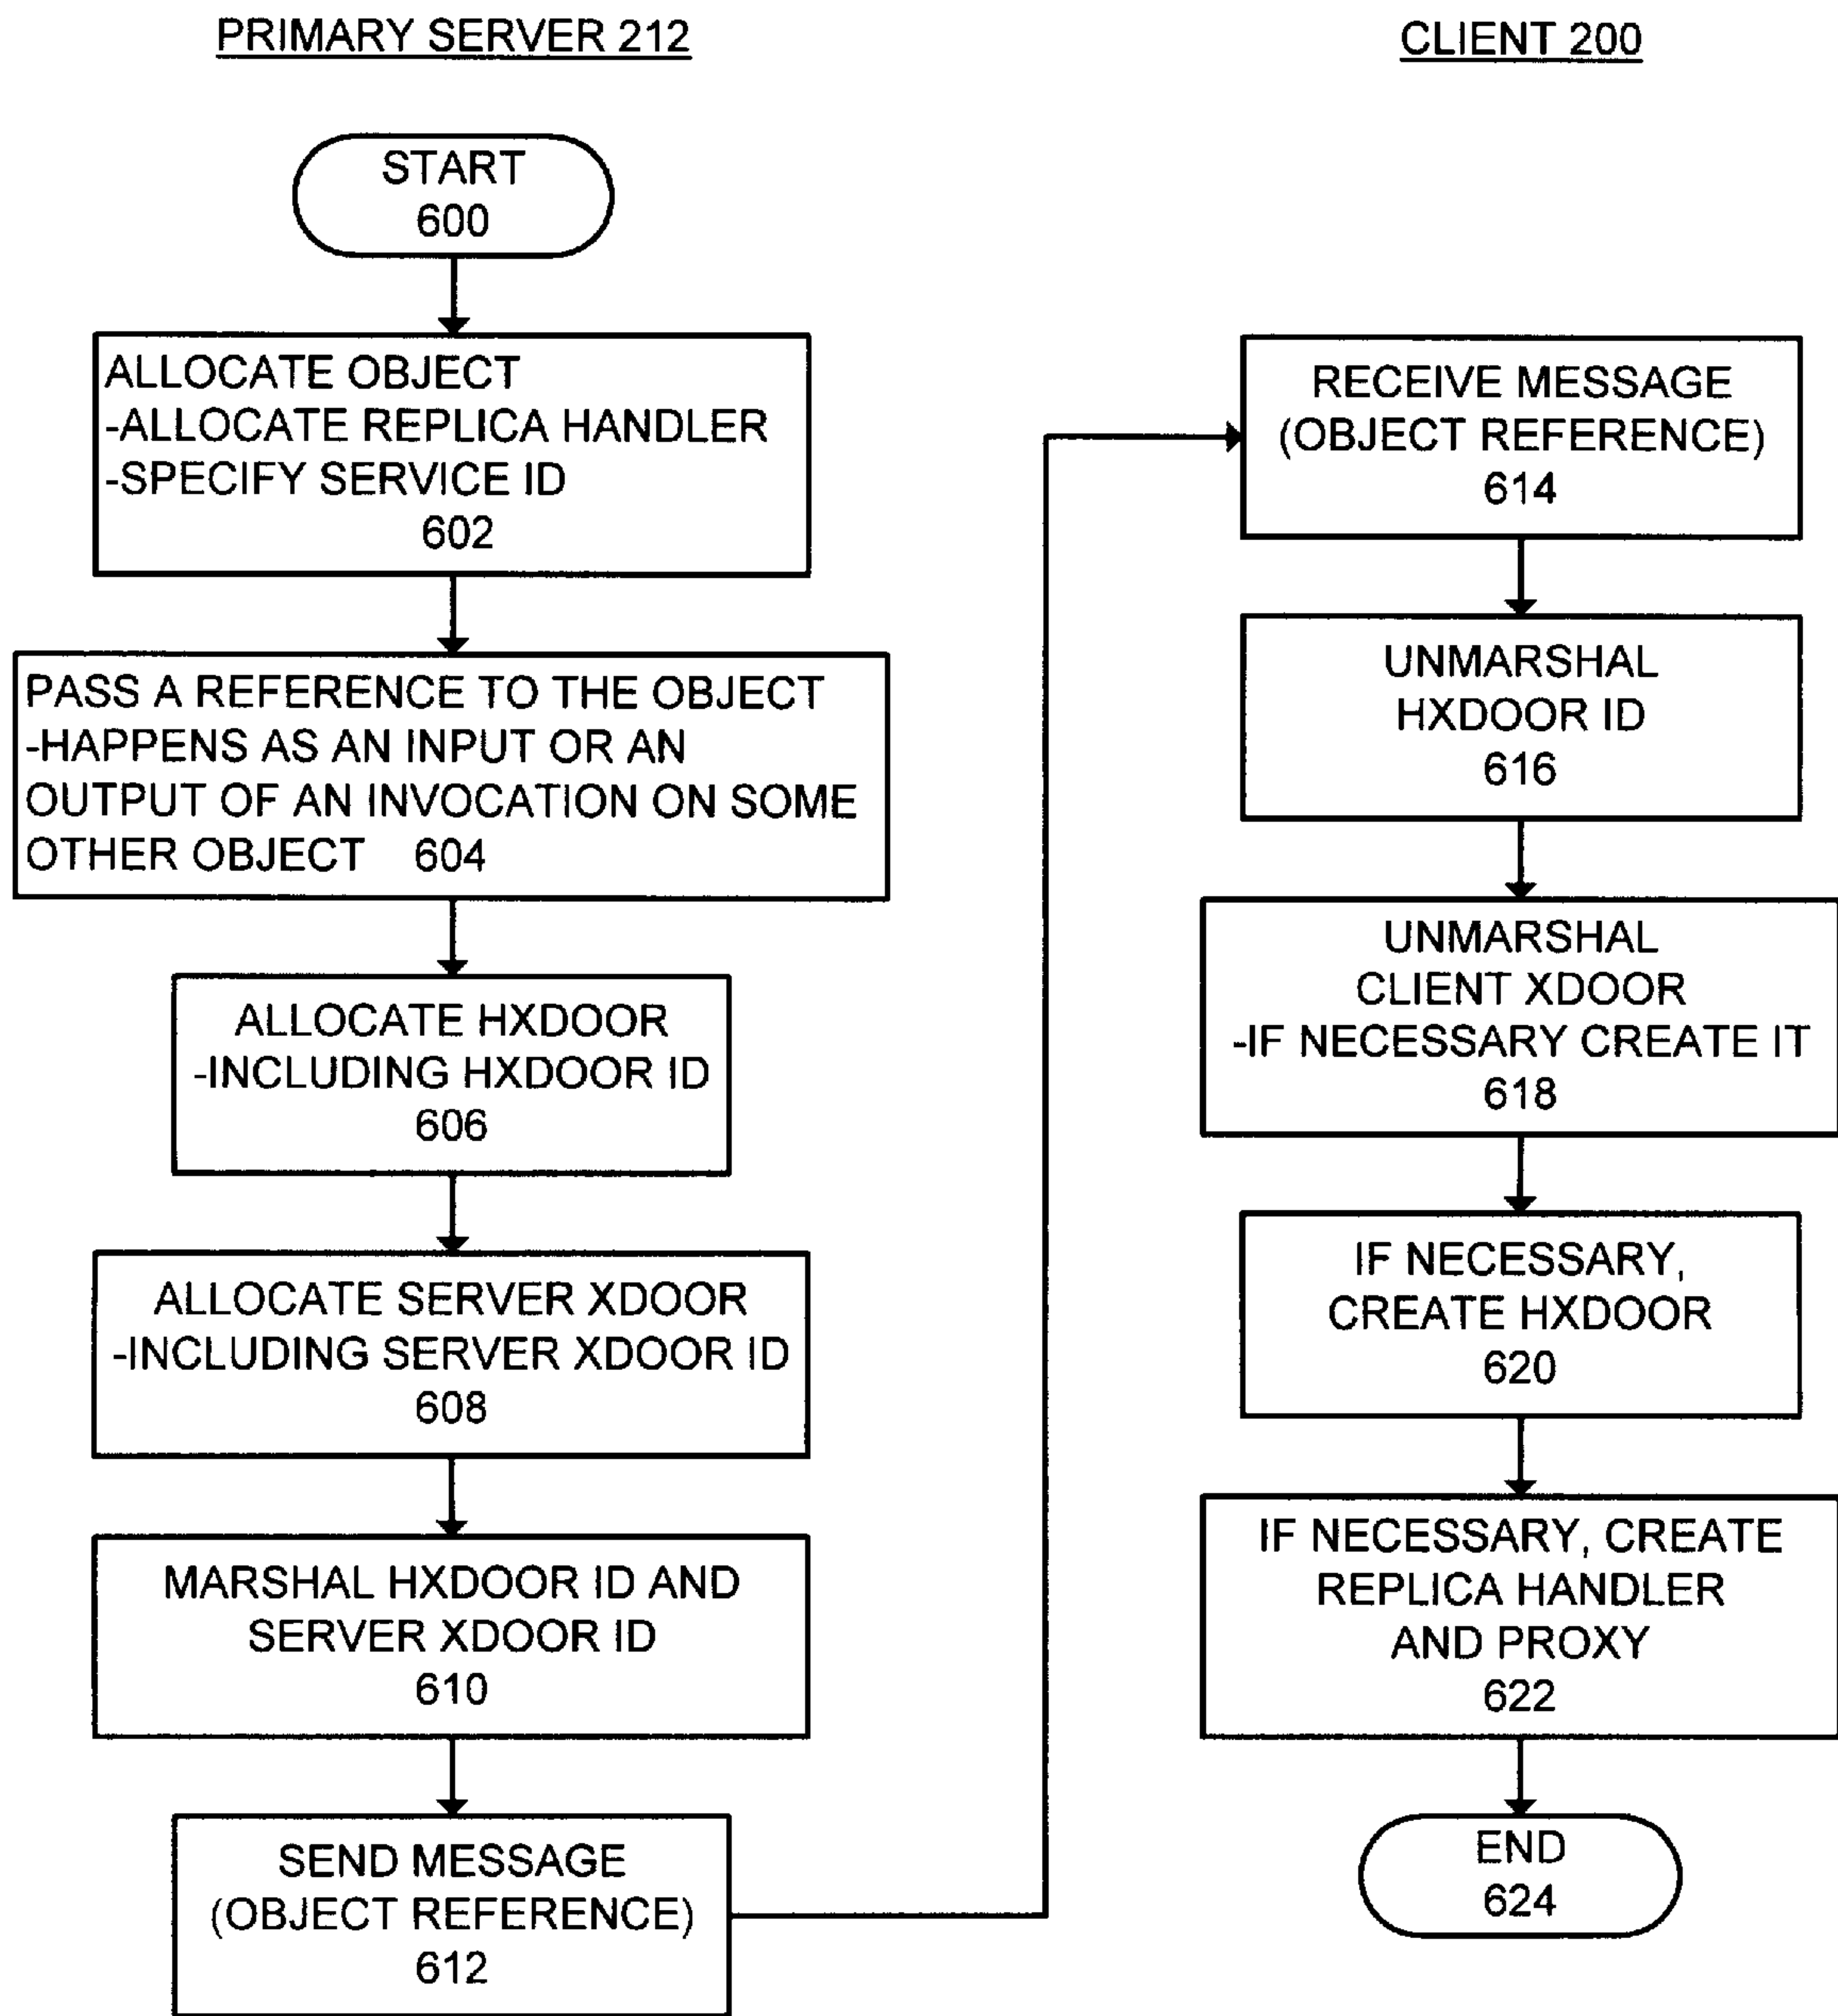 PRIMARY SERVER 212
START
600
ALLOCATE OBJECT
-ALLOCATE REPLICA HANDLER
-SPECIFY SERVICE ID
602
PASS A REFERENCE TO THE OBJECT
-HAPPENS AS AN INPUT OR AN
OUTPUT OF AN INVOCATION ON SOME
OTHER OBJECT 604
ALLOCATE HXDOOR
-INCLUDING HXDOOR ID
606
ALLOCATE SERVER XDOOR
-INCLUDING SERVER XDOOR ID
608
MARSHAL HXDOOR ID AND
SERVER XDOOR ID
610
SEND MESSAGE
(OBJECT REFERENCE)
612
CLIENT 200
RECEIVE MESSAGE
(OBJECT REFERENCE)
614
UNMARSHAL
HXDOOR ID
616
UNMARSHAL
CLIENT XDOOR
-IF NECESSARY CREATE IT
618
IF NECESSARY,
CREATE HXDOOR
620
IF NECESSARY, CREATE
REPLICA HANDLER
AND PROXY
622
END
624